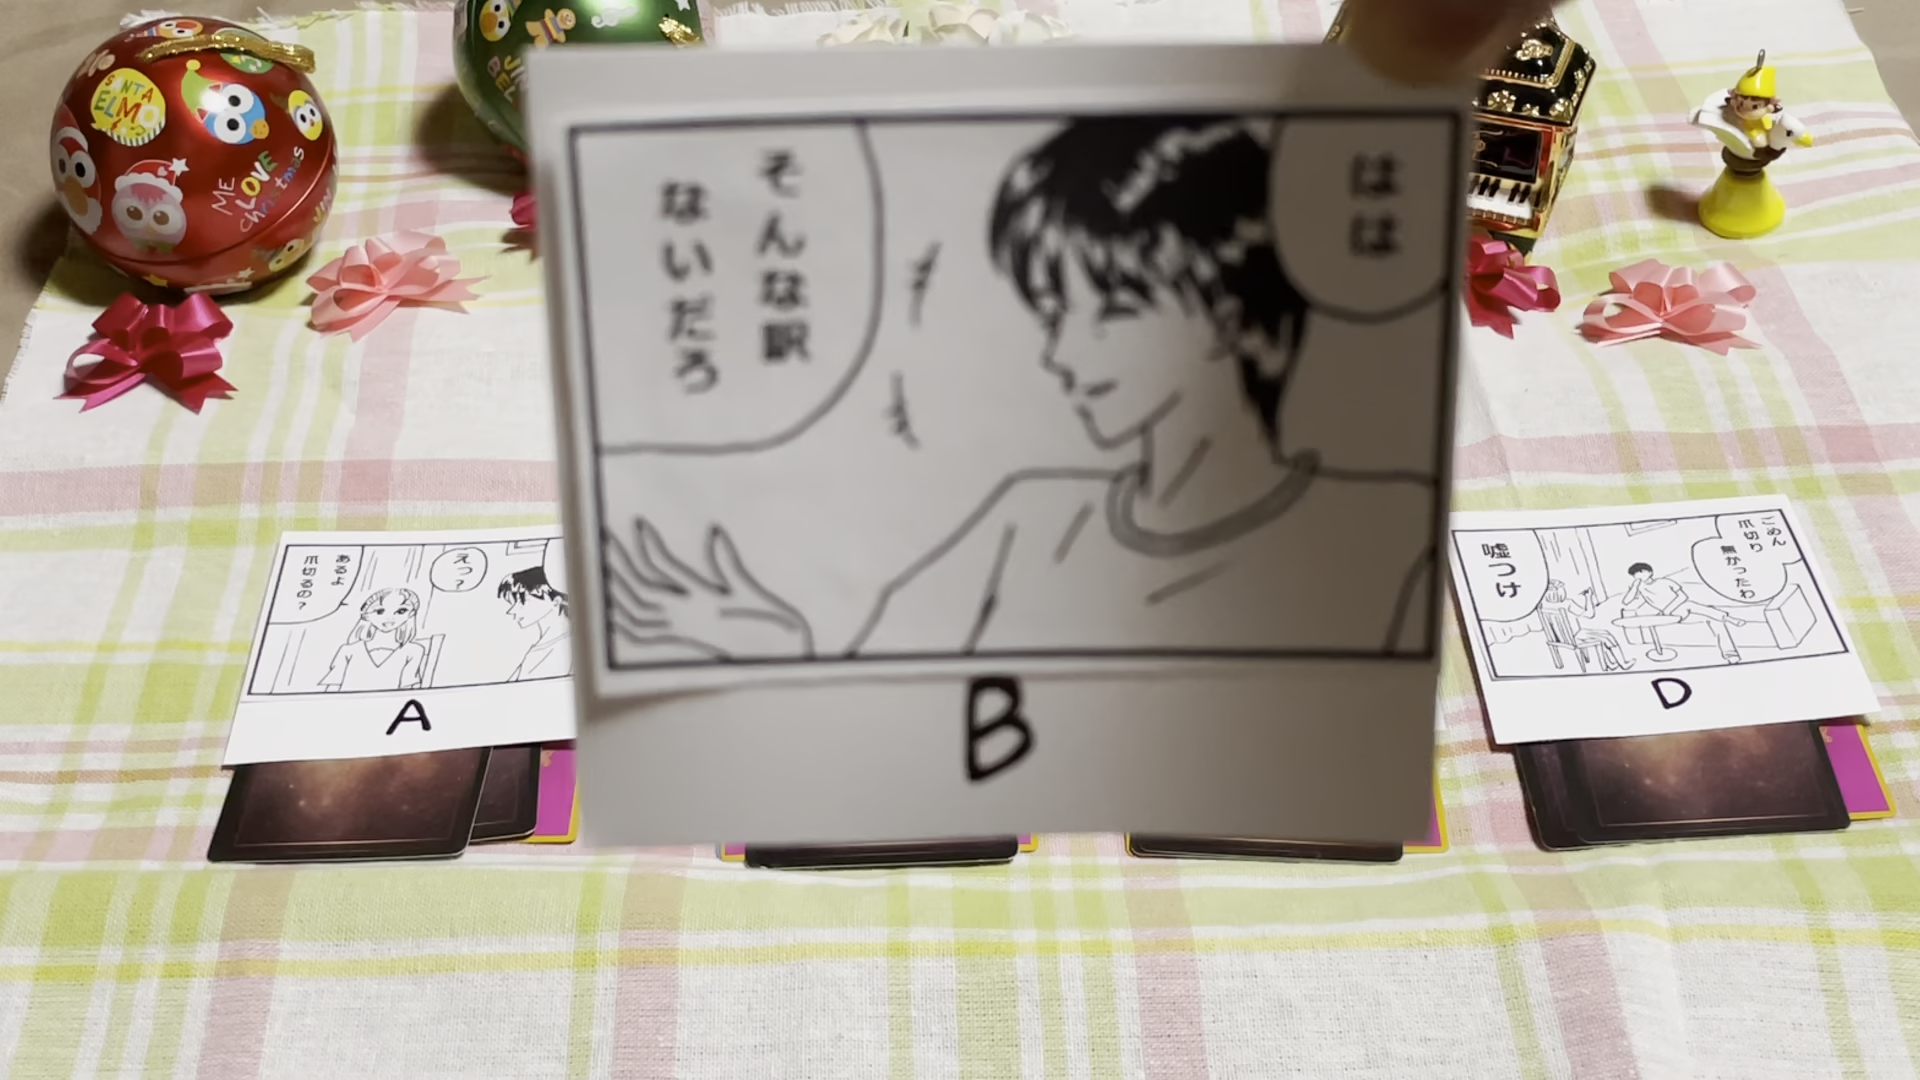 SANTA
ELMO
ME
LOVE
Christmas
はは
そんな訳
ないだろ
B
えっ?
あるよ
爪切るの?
A
ごめん
爪切り
無かったわ
嘘つけ
D